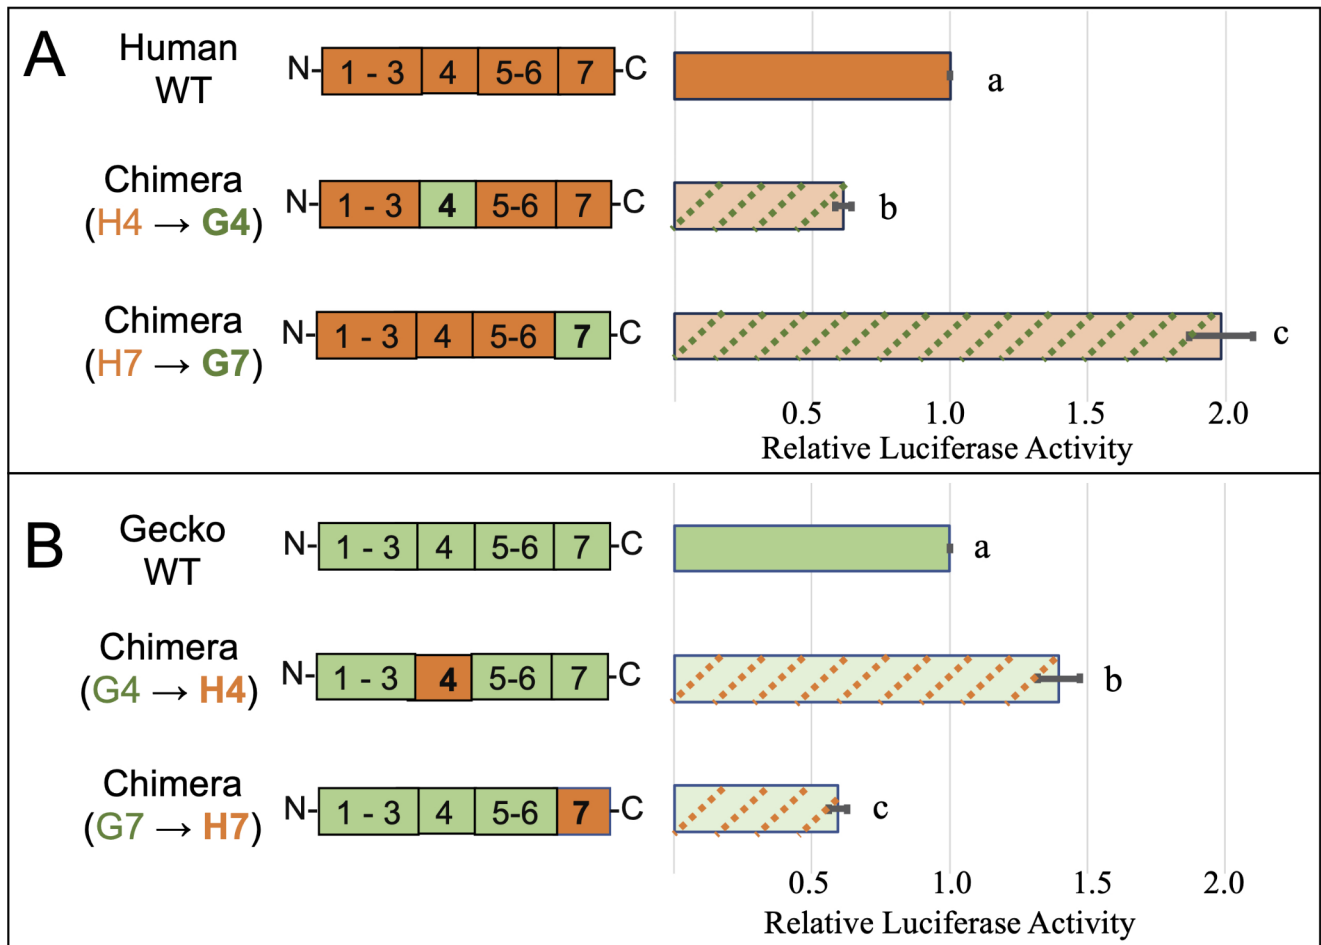 A
Human
WT
N- 1 - 3 4 5-6 7 -C
a
Chimera
(H4 → G4)
N- 1 - 3 4 5-6 7 -C
b
Chimera
(H7 → G7)
N- 1 - 3 4 5-6 7 -C
c
0.5 1.0 1.5 2.0
Relative Luciferase Activity
B
Gecko
WT
N- 1 - 3 4 5-6 7 -C
a
Chimera
(G4 → H4)
N- 1 - 3 4 5-6 7 -C
b
Chimera
(G7 → H7)
N- 1 - 3 4 5-6 7 -C
c
0.5 1.0 1.5 2.0
Relative Luciferase Activity